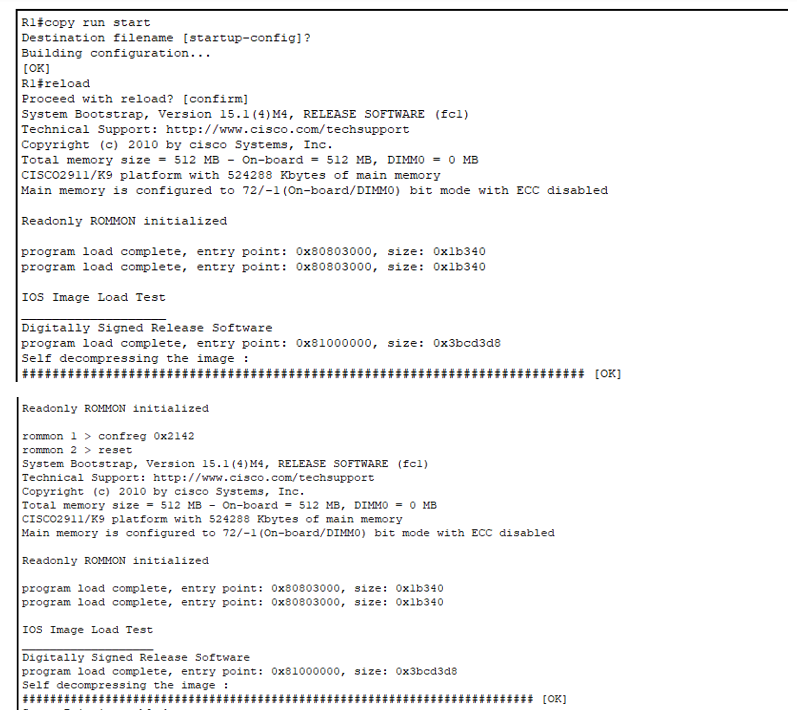 R1#copy run start
Destination filename [startup-config]?
Building configuration...
[OK]
R1#reload
Proceed with reload? [confirm]
System Bootstrap, Version 15.1(4)M4, RELEASE SOFTWARE (fc1)
Technical Support: http://www.cisco.com/techsupport
Copyright (c) 2010 by cisco Systems, Inc.
Total memory size = 512 MB - On-board = 512 MB, DIMM0 = 0 MB
CISCO2911/K9 platform with 524288 Kbytes of main memory
Main memory is configured to 72/-1(On-board/DIMM0) bit mode with ECC disabled
Readonly ROMMON initialized
program load complete, entry point: 0x80803000, size: 0x1b340
program load complete, entry point: 0x80803000, size: 0x1b340
IOS Image Load Test
___________________
Digitally Signed Release Software
program load complete, entry point: 0x81000000, size: 0x3bcd3d8
Self decompressing the image :
########################################################################## [OK]
Readonly ROMMON initialized
rommon 1 > confreg 0x2142
rommon 2 > reset
System Bootstrap, Version 15.1(4)M4, RELEASE SOFTWARE (fc1)
Technical Support: http://www.cisco.com/techsupport
Copyright (c) 2010 by cisco Systems, Inc.
Total memory size = 512 MB - On-board = 512 MB, DIMM0 = 0 MB
CISCO2911/K9 platform with 524288 Kbytes of main memory
Main memory is configured to 72/-1(On-board/DIMM0) bit mode with ECC disabled
Readonly ROMMON initialized
program load complete, entry point: 0x80803000, size: 0x1b340
program load complete, entry point: 0x80803000, size: 0x1b340
IOS Image Load Test
___________________
Digitally Signed Release Software
program load complete, entry point: 0x81000000, size: 0x3bcd3d8
Self decompressing the image :
########################################################################## [OK]